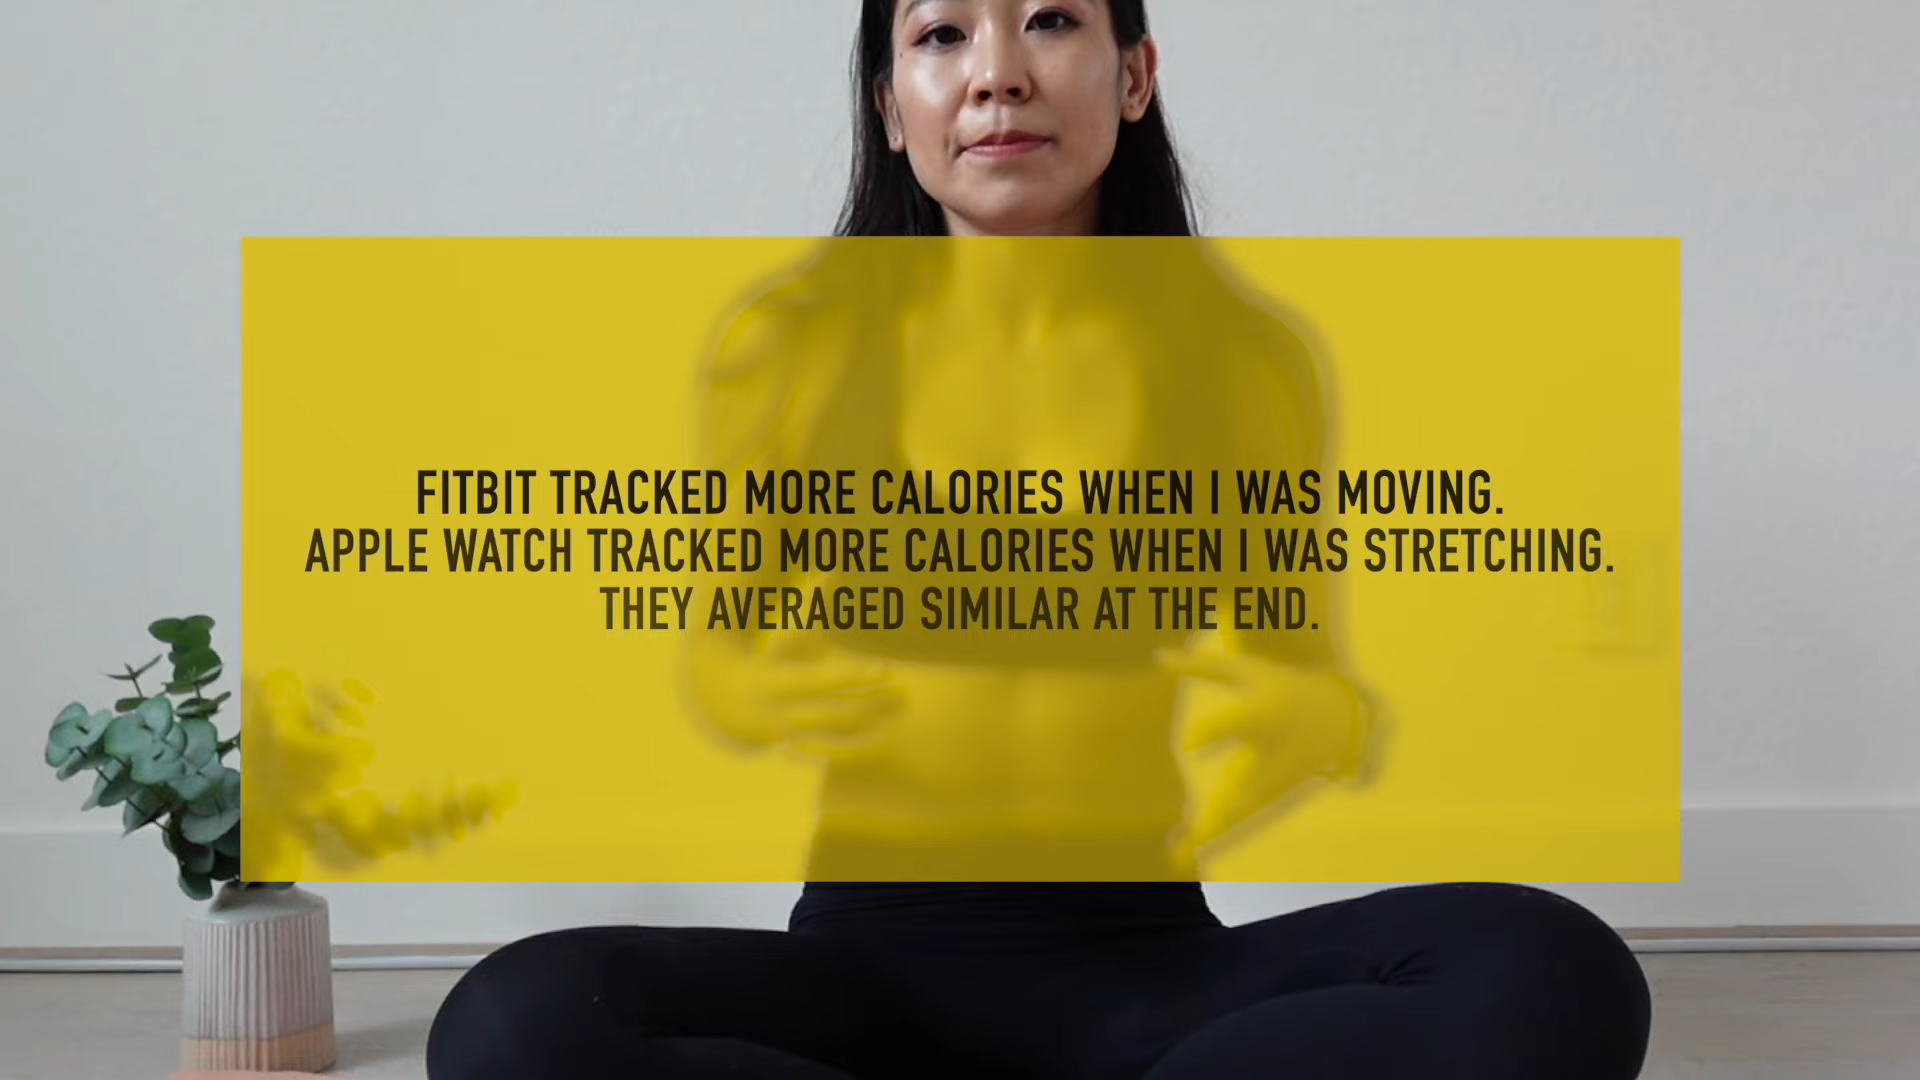 FITBIT TRACKED MORE CALORIES WHEN I WAS MOVING.
APPLE WATCH TRACKED MORE CALORIES WHEN I WAS STRETCHING.
THEY AVERAGED SIMILAR AT THE END.